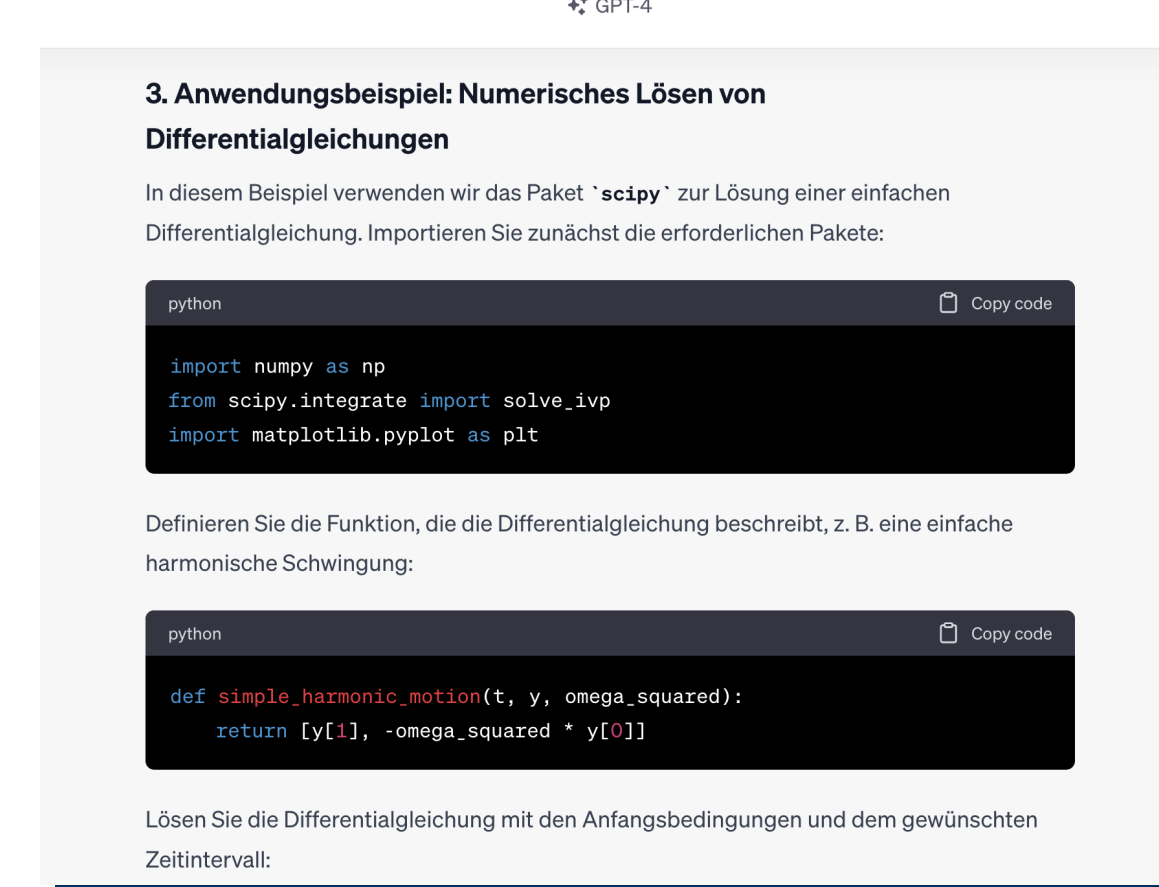 GPT-4
3. Anwendungsbeispiel: Numerisches Lösen von
Differentialgleichungen
In diesem Beispiel verwenden wir das Paket `scipy` zur Lösung einer einfachen
Differentialgleichung. Importieren Sie zunächst die erforderlichen Pakete:
python Copy code
import numpy as np
from scipy.integrate import solve_ivp
import matplotlib.pyplot as plt
Definieren Sie die Funktion, die die Differentialgleichung beschreibt, z. B. eine einfache
harmonische Schwingung:
python Copy code
def simple_harmonic_motion(t, y, omega_squared):
    return [y[1], -omega_squared * y[0]]
Lösen Sie die Differentialgleichung mit den Anfangsbedingungen und dem gewünschten
Zeitintervall: